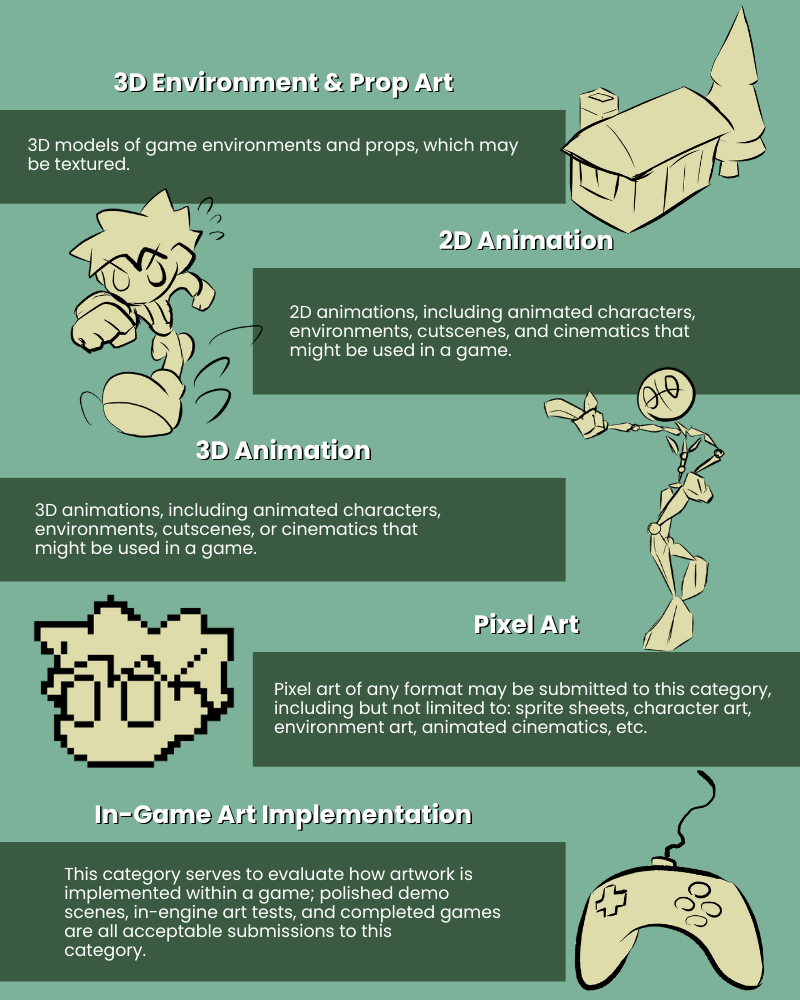 3D Environment & Prop Art
3D models of game environments and props, which may
be textured.
2D Animation
2D animations, including animated characters,
environments, cutscenes, and cinematics that
might be used in a game.
3D Animation
3D animations, including animated characters,
environments, cutscenes, or cinematics that
might be used in a game.
Pixel Art
Pixel art of any format may be submitted to this category,
including but not limited to: sprite sheets, character art,
environment art, animated cinematics, etc.
In-Game Art Implementation
This category serves to evaluate how artwork is
implemented within a game; polished demo
scenes, in-engine art tests, and completed games
are all acceptable submissions to this
category.